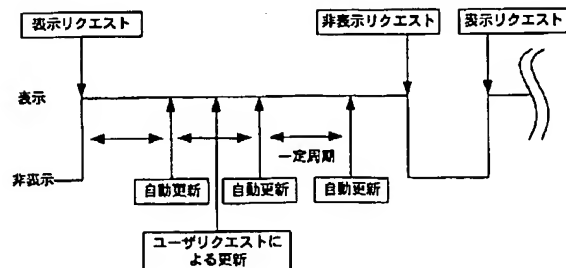 表示リクエスト
非表示リクエスト
表示リクエスト
表示
一定周期
非表示
自動更新
自動更新
自動更新
ユーザリクエストに
よる更新